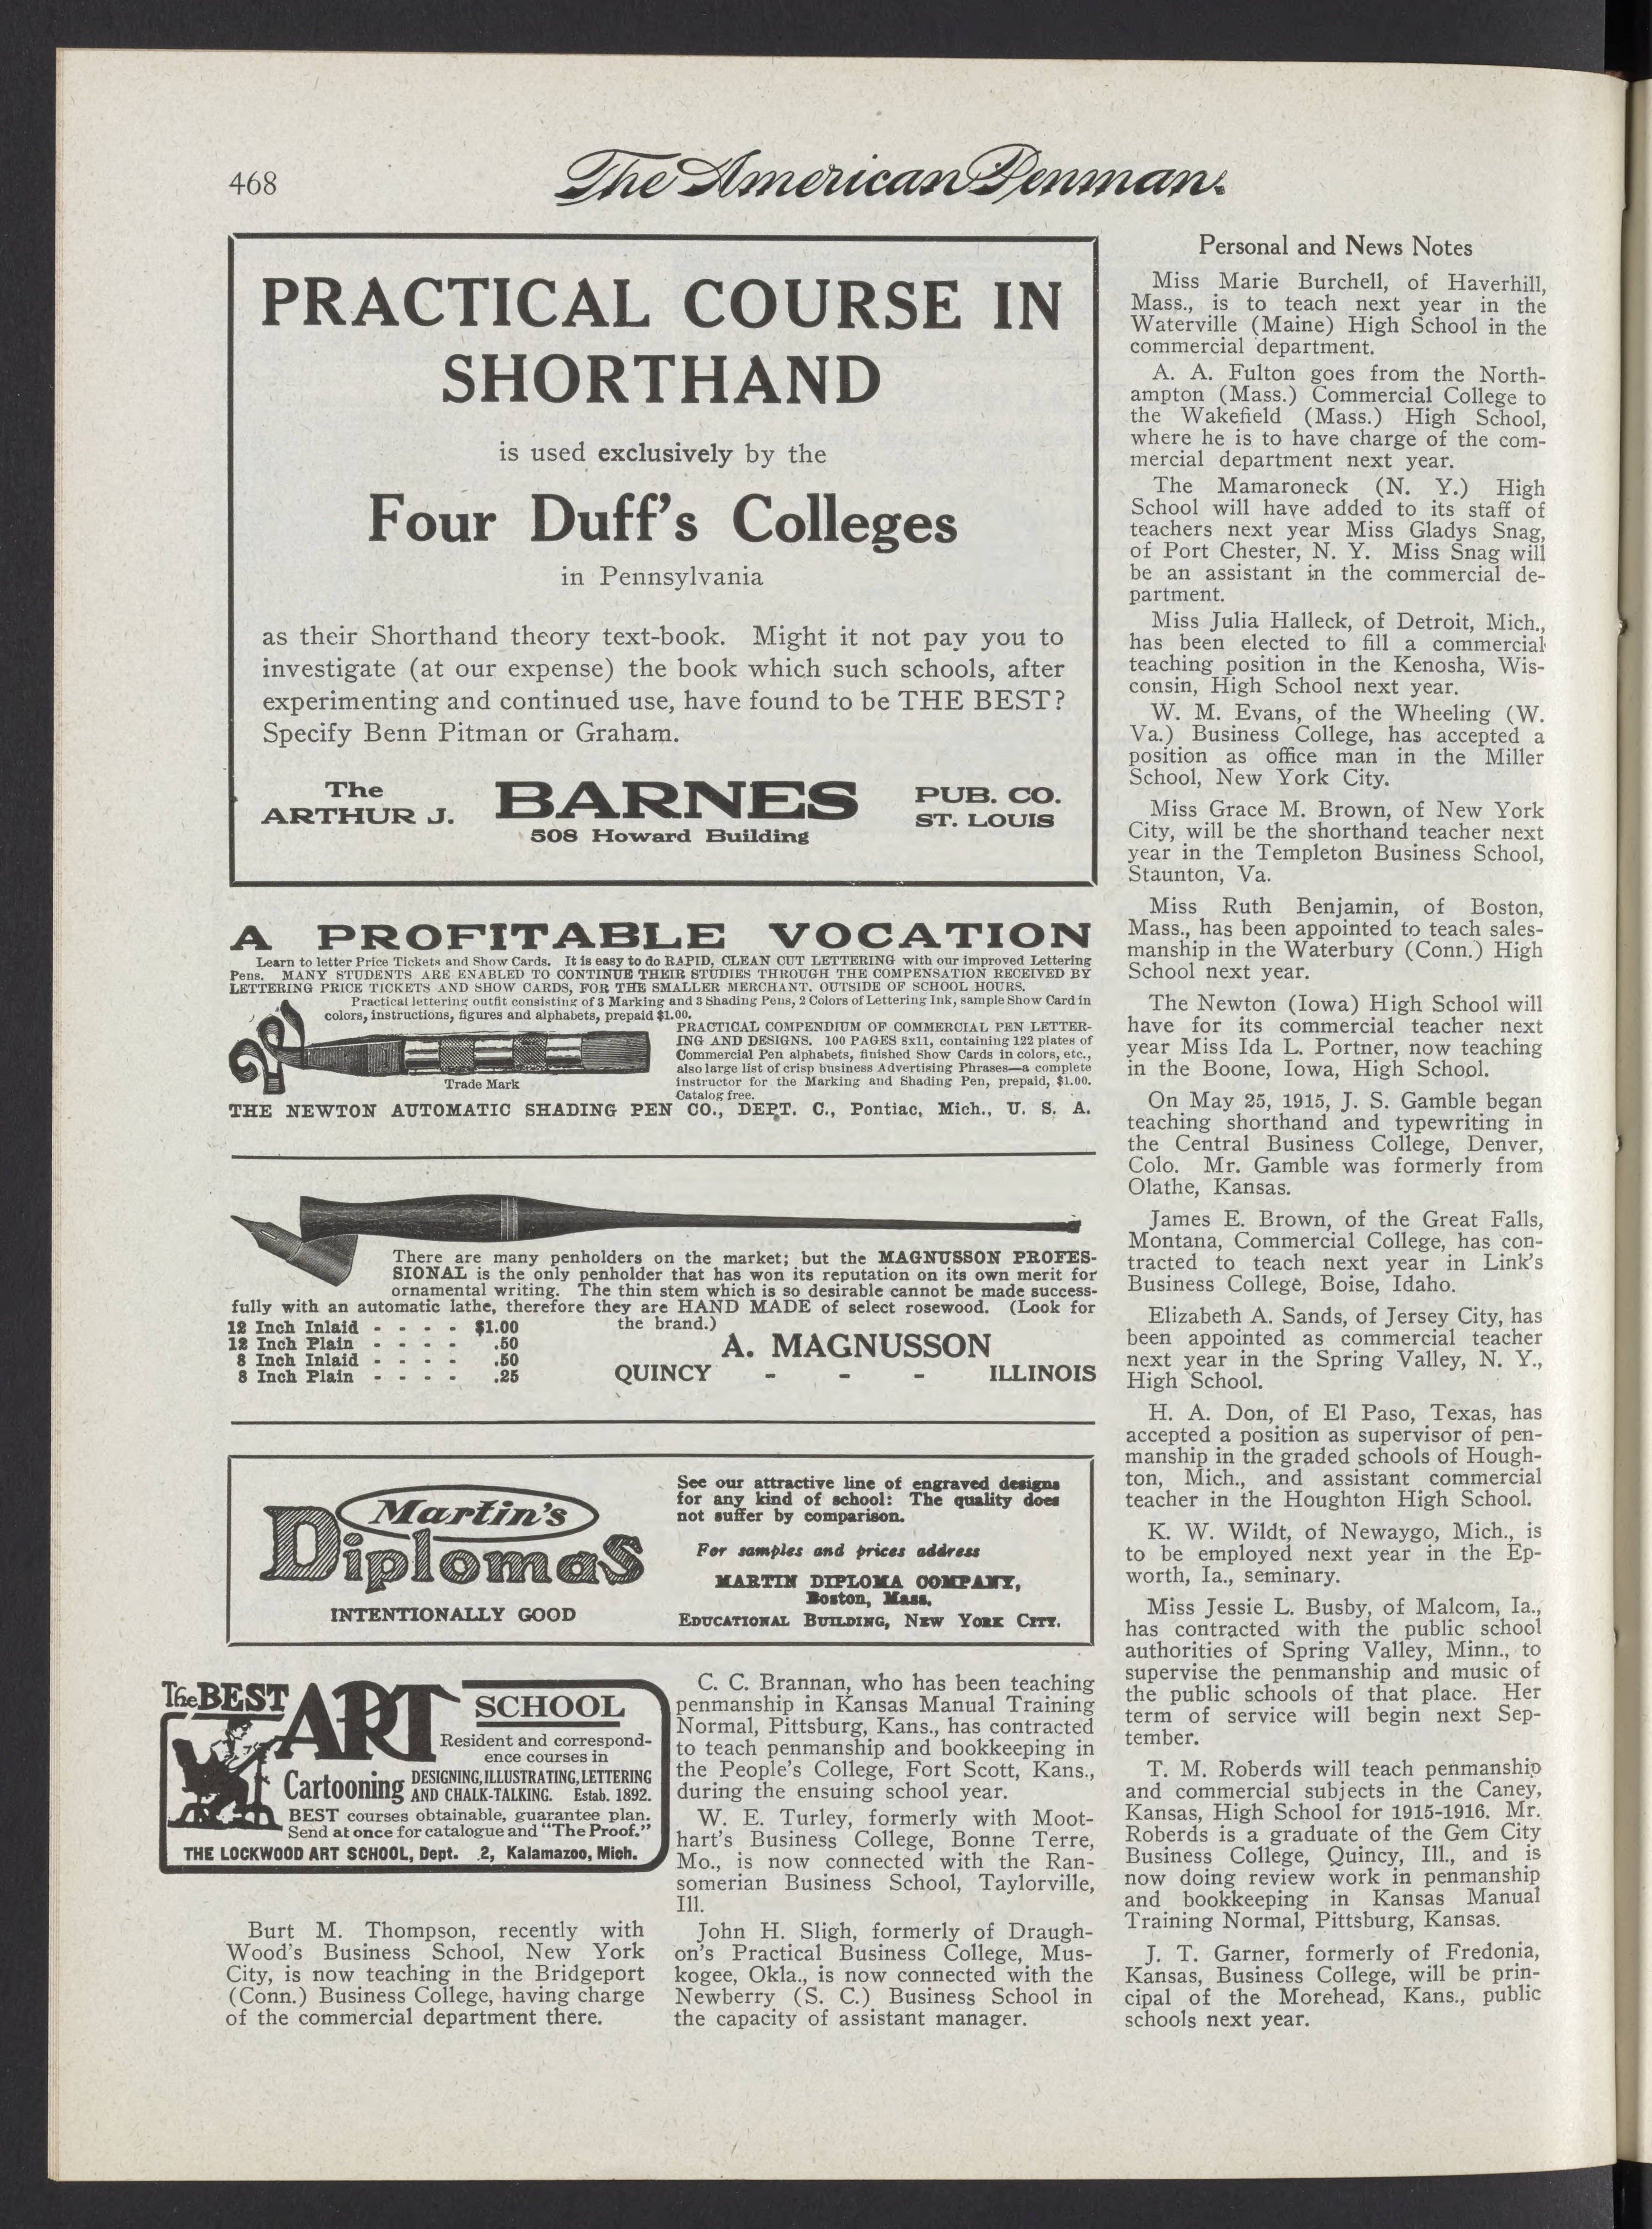 468
The American Penman.
PRACTICAL COURSE IN
SHORTHAND
is used exclusively by the
Four Duff's Colleges
in Pennsylvania
as their Shorthand theory text-book. Might it not pay you to
investigate (at our expense) the book which such schools, after
experimenting and continued use, have found to be THE BEST?
Specify Benn Pitman or Graham.
The
ARTHUR J.
BARNES
508 Howard Building
PUB. CO.
ST. LOUIS
A PROFITABLE VOCATION
Learn to letter Price Tickets and Show Cards. It is easy to do RAPID, CLEAN CUT LETTERING with our improved Lettering
Pens. MANY STUDENTS ARE ENABLED TO CONTINUE THEIR STUDIES THROUGH THE COMPENSATION RECEIVED BY
LETTERING PRICE TICKETS AND SHOW CARDS, FOR THE SMALLER MERCHANT, OUTSIDE OF SCHOOL HOURS.
Practical lettering outfit consisting of 3 Marking and 3 Shading Pens, 2 Colors of Lettering Ink, sample Show Card in
colors, instructions, figures and alphabets, prepaid $1.00.
PRACTICAL COMPENDIUM OF COMMERCIAL PEN LETTER-
ING AND DESIGNS. 100 PAGES 8x11, containing 122 plates of
Commercial Pen alphabets, finished Show Cards in colors, etc.,
also large list of crisp business Advertising Phrases—a complete
instructor for the Marking and Shading Pen, prepaid, $1.00.
Catalog free.
Trade Mark
THE NEWTON AUTOMATIC SHADING PEN CO., DEPT. C., Pontiac, Mich., U. S. A.
There are many penholders on the market; but the MAGNUSSON PROFES-
SIONAL is the only penholder that has won its reputation on its own merit for
ornamental writing. The thin stem which is so desirable cannot be made success-
fully with an automatic lathe, therefore they are HAND MADE of select rosewood. (Look for
the brand.)
12 Inch Inlaid - - - - $1.00
12 Inch Plain - - - - .50
8 Inch Inlaid - - - - .50
8 Inch Plain - - - - .25
A. MAGNUSSON
QUINCY - - - ILLINOIS
Martin's
Diplomas
INTENTIONALLY GOOD
See our attractive line of engraved designs
for any kind of school: The quality does
not suffer by comparison.
For samples and prices address
MARTIN DIPLOMA COMPANY,
Boston, Mass.
EDUCATIONAL BUILDING, NEW YORK CITY.
The BEST ART SCHOOL
Resident and correspond-
ence courses in
Cartooning DESIGNING, ILLUSTRATING, LETTERING
AND CHALK-TALKING. Estab. 1892.
BEST courses obtainable, guarantee plan.
Send at once for catalogue and "The Proof."
THE LOCKWOOD ART SCHOOL, Dept. 2, Kalamazoo, Mich.
Burt M. Thompson, recently with
Wood's Business School, New York
City, is now teaching in the Bridgeport
(Conn.) Business College, having charge
of the commercial department there.
C. C. Brannan, who has been teaching
penmanship in Kansas Manual Training
Normal, Pittsburg, Kans., has contracted
to teach penmanship and bookkeeping in
the People's College, Fort Scott, Kans.,
during the ensuing school year.
W. E. Turley, formerly with Moot-
hart's Business College, Bonne Terre,
Mo., is now connected with the Ran-
somerian Business School, Taylorville,
Ill.
John H. Sligh, formerly of Draugh-
on's Practical Business College, Mus-
kogee, Okla., is now connected with the
Newberry (S. C.) Business School in
the capacity of assistant manager.
Personal and News Notes
Miss Marie Burchell, of Haverhill,
Mass., is to teach next year in the
Waterville (Maine) High School in the
commercial department.
A. A. Fulton goes from the North-
ampton (Mass.) Commercial College to
the Wakefield (Mass.) High School,
where he is to have charge of the com-
mercial department next year.
The Mamaroneck (N. Y.) High
School will have added to its staff of
teachers next year Miss Gladys Snag,
of Port Chester, N. Y. Miss Snag will
be an assistant in the commercial de-
partment.
Miss Julia Halleck, of Detroit, Mich.,
has been elected to fill a commercial
teaching position in the Kenosha, Wis-
consin, High School next year.
W. M. Evans, of the Wheeling (W.
Va.) Business College, has accepted a
position as office man in the Miller
School, New York City.
Miss Grace M. Brown, of New York
City, will be the shorthand teacher next
year in the Templeton Business School,
Staunton, Va.
Miss Ruth Benjamin, of Boston,
Mass., has been appointed to teach sales-
manship in the Waterbury (Conn.) High
School next year.
The Newton (Iowa) High School will
have for its commercial teacher next
year Miss Ida L. Portner, now teaching
in the Boone, Iowa, High School.
On May 25, 1915, J. S. Gamble began
teaching shorthand and typewriting in
the Central Business College, Denver,
Colo. Mr. Gamble was formerly from
Olathe, Kansas.
James E. Brown, of the Great Falls,
Montana, Commercial College, has con-
tracted to teach next year in Link's
Business College, Boise, Idaho.
Elizabeth A. Sands, of Jersey City, has
been appointed as commercial teacher
next year in the Spring Valley, N. Y.,
High School.
H. A. Don, of El Paso, Texas, has
accepted a position as supervisor of pen-
manship in the graded schools of Hough-
ton, Mich., and assistant commercial
teacher in the Houghton High School.
K. W. Wildt, of Newaygo, Mich., is
to be employed next year in the Ep-
worth, Ia., seminary.
Miss Jessie L. Busby, of Malcom, Ia.,
has contracted with the public school
authorities of Spring Valley, Minn., to
supervise the penmanship and music of
the public schools of that place. Her
term of service will begin next Sep-
tember.
T. M. Roberds will teach penmanship
and commercial subjects in the Caney,
Kansas, High School for 1915-1916. Mr.
Roberds is a graduate of the Gem City
Business College, Quincy, Ill., and is
now doing review work in penmanship
and bookkeeping in Kansas Manual
Training Normal, Pittsburg, Kansas.
J. T. Garner, formerly of Fredonia,
Kansas, Business College, will be prin-
cipal of the Morehead, Kans., public
schools next year.